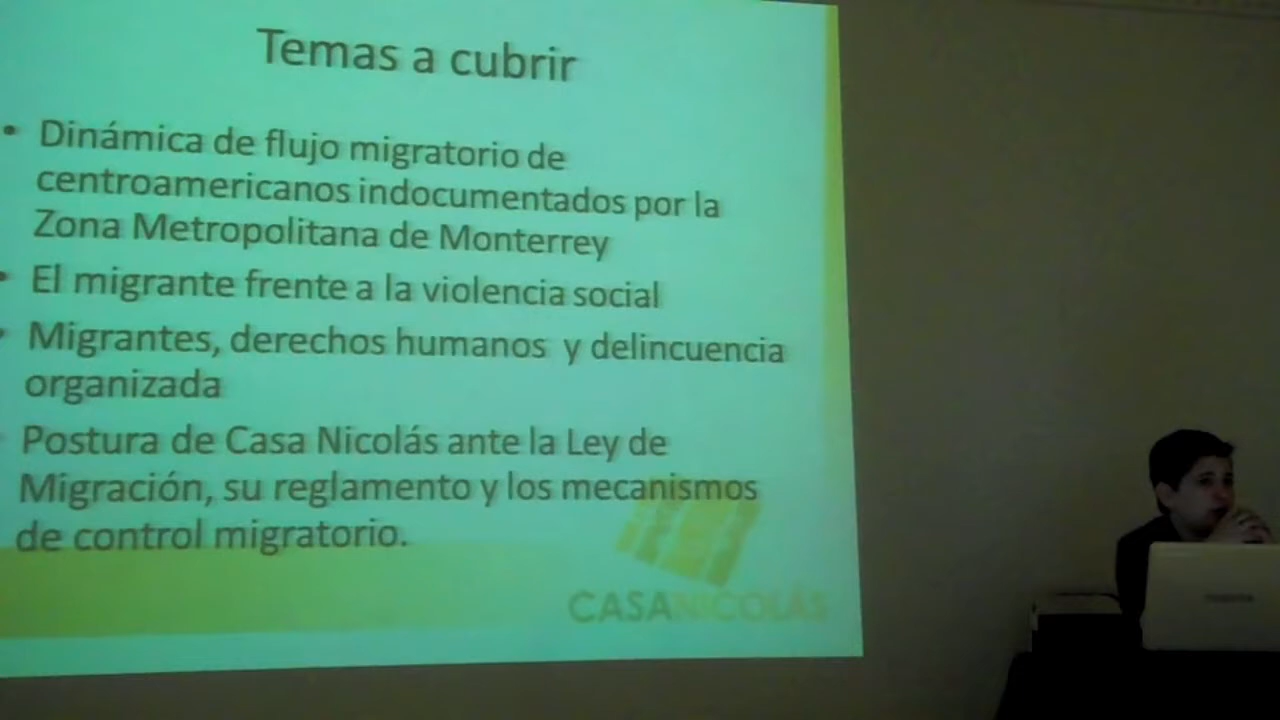 Temas a cubrir
• Dinámica de flujo migratorio de
centroamericanos indocumentados por la
Zona Metropolitana de Monterrey
• El migrante frente a la violencia social
• Migrantes, derechos humanos y delincuencia
organizada
• Postura de Casa Nicolás ante la Ley de
Migración, su reglamento y los mecanismos
de control migratorio.
CASANICOLÁS